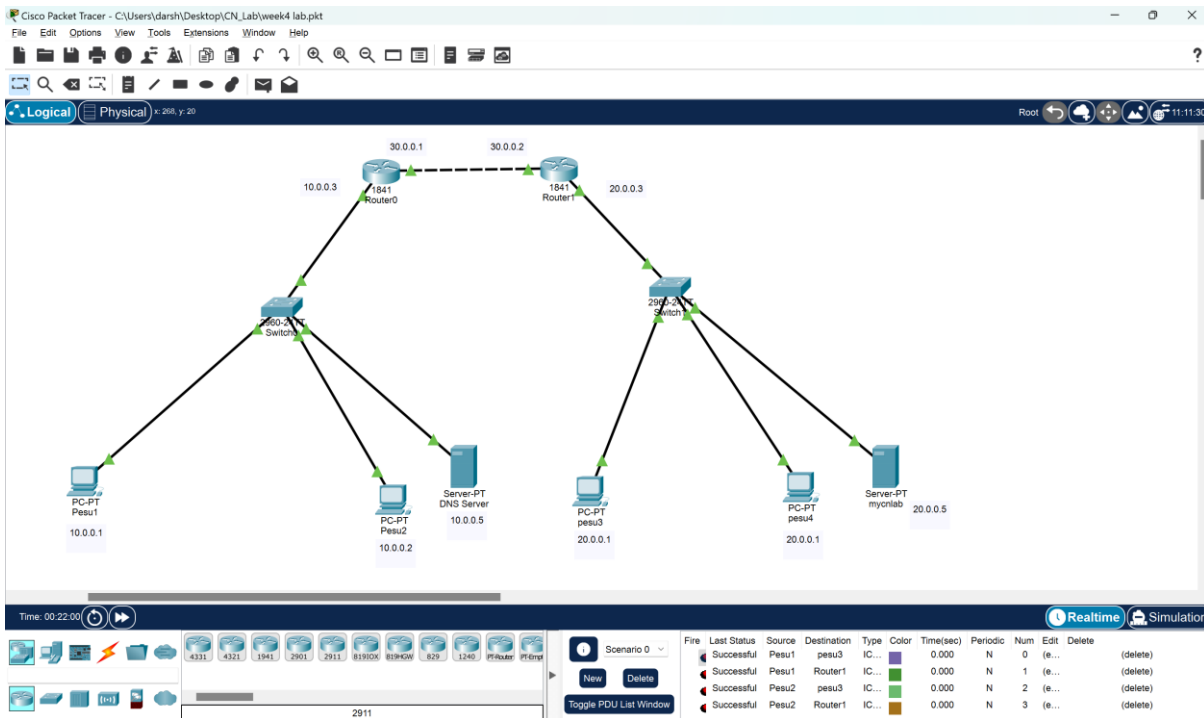 Cisco Packet Tracer - C:\Users\darsh\Desktop\CN_Lab\week4 lab.pkt
File Edit Options View Tools Extensions Window Help
?
Logical Physical x: 268, y: 20 Root 11:11:30
30.0.0.1 30.0.0.2
10.0.0.3 20.0.0.3
1841
Router0
1841
Router1
2960-24TT
Switch0
2960-24TT
Switch1
PC-PT
Pesu1
10.0.0.1
PC-PT
Pesu2
10.0.0.2
Server-PT
DNS Server
10.0.0.5
PC-PT
pesu3
20.0.0.1
PC-PT
pesu4
20.0.0.1
Server-PT
mycnlab
20.0.0.5
Time: 00:22:00 Realtime Simulation
4331 4321 1941 2901 2911 819IOX 819HGW 829 1240 PT-Router PT-Empt
2911
Scenario 0
New Delete
Toggle PDU List Window
Fire Last Status Source Destination Type Color Time(sec) Periodic Num Edit Delete
Successful Pesu1 pesu3 IC... 0.000 N 0 (e... (delete)
Successful Pesu1 Router1 IC... 0.000 N 1 (e... (delete)
Successful Pesu2 pesu3 IC... 0.000 N 2 (e... (delete)
Successful Pesu2 Router1 IC... 0.000 N 3 (e... (delete)